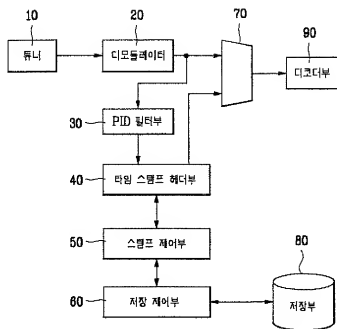 10
튜너
20
디모듈레이터
70
90
디코더부
30
PID 필터부
40
타임 스탬프 헤더부
50
스탬프 제어부
60
저장 제어부
80
저장부